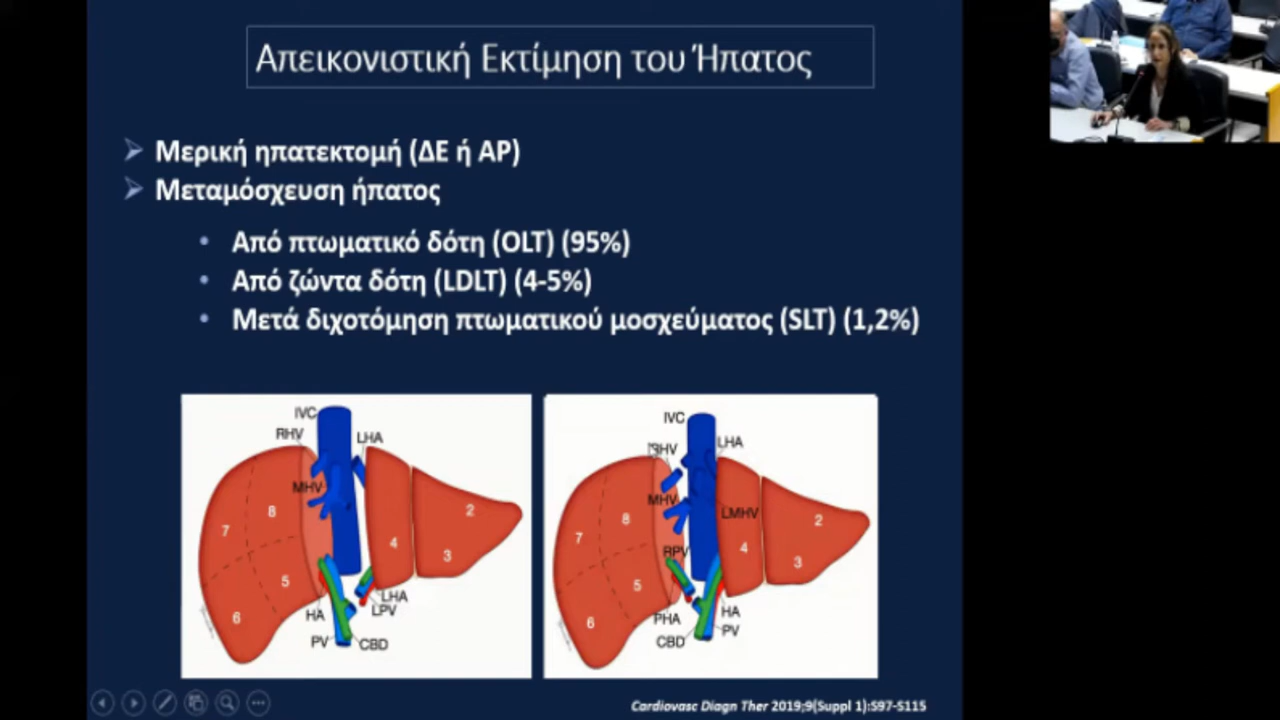 Απεικονιστική Εκτίμηση του Ήπατος
Μερική ηπατεκτομή (ΔΕ ή ΑΡ)
Μεταμόσχευση ήπατος
Από πτωματικό δότη (OLT) (95%)
Από ζώντα δότη (LDLT) (4-5%)
Μετά διχοτόμηση πτωματικού μοσχεύματος (SLT) (1,2%)
IVC
RHV
LHA
MHV
8
7
2
4
3
5
6
LHA
HA
LPV
PV
CBD
IVC
LHA
MHV
LMHV
8
7
2
RPV
4
3
5
6
PHA
HA
CBD
PV
Cardiovasc Diagn Ther 2019;9(Suppl 1):S97-S115